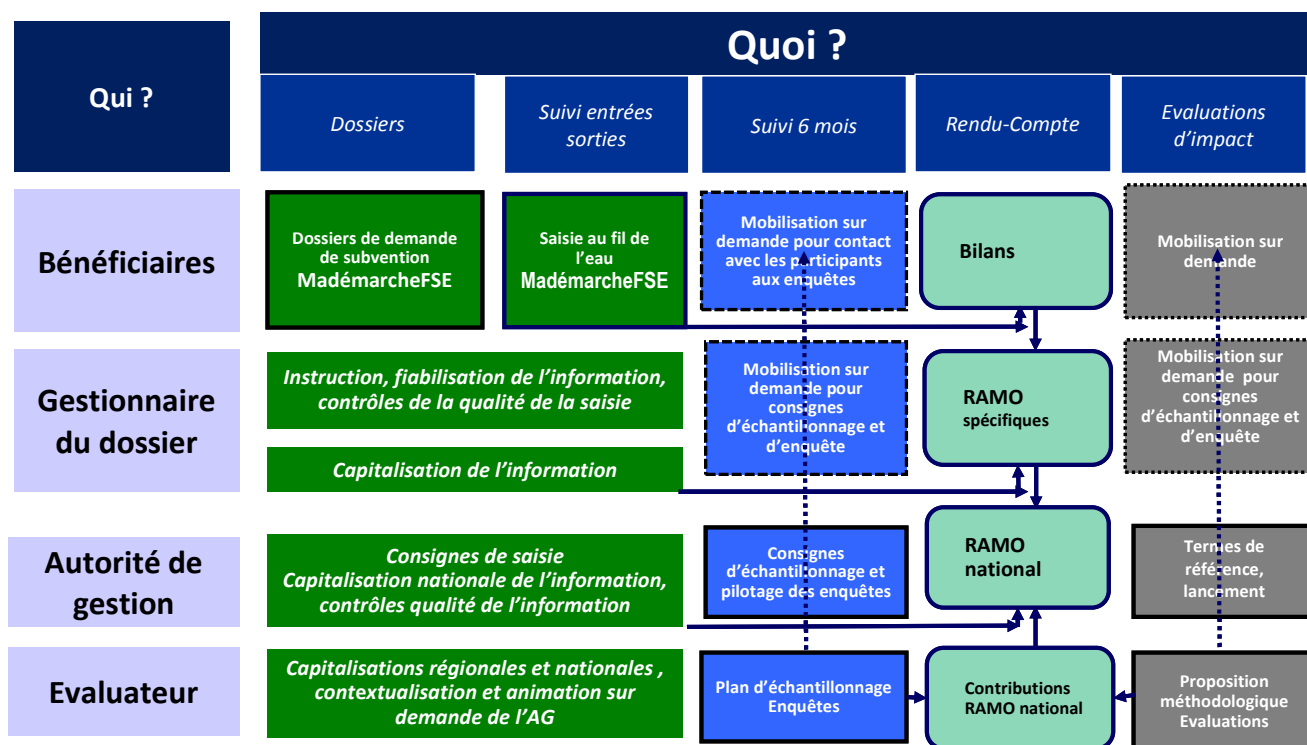 Quoi ?
Qui ?
Dossiers
Suivi entrées
sorties
Suivi 6 mois
Rendu-Compte
Evaluations
d'impact
Bénéficiaires
Dossiers de demande
de subvention
MadémarcheFSE
Saisie au fil de
l'eau
MadémarcheFSE
Mobilisation sur
demande pour contact
avec les participants
aux enquêtes
Bilans
Mobilisation sur
demande
Gestionnaire
du dossier
Instruction, fiabilisation de l'information,
contrôles de la qualité de la saisie
Capitalisation de l'information
Mobilisation sur
demande pour
consignes
d'échantillonnage et
d'enquête
RAMO
spécifiques
Mobilisation sur
demande pour
consignes
d'échantillonnage et
d'enquête
Autorité de
gestion
Consignes de saisie
Capitalisation nationale de l'information,
contrôles qualité de l'information
Consignes
d'échantillonnage et
pilotage des enquêtes
RAMO
national
Termes de
référence,
lancement
Evaluateur
Capitalisations régionales et nationales ,
contextualisation et animation sur
demande de l'AG
Plan d'échantillonnage
Enquêtes
Contributions
RAMO national
Proposition
méthodologique
Evaluations